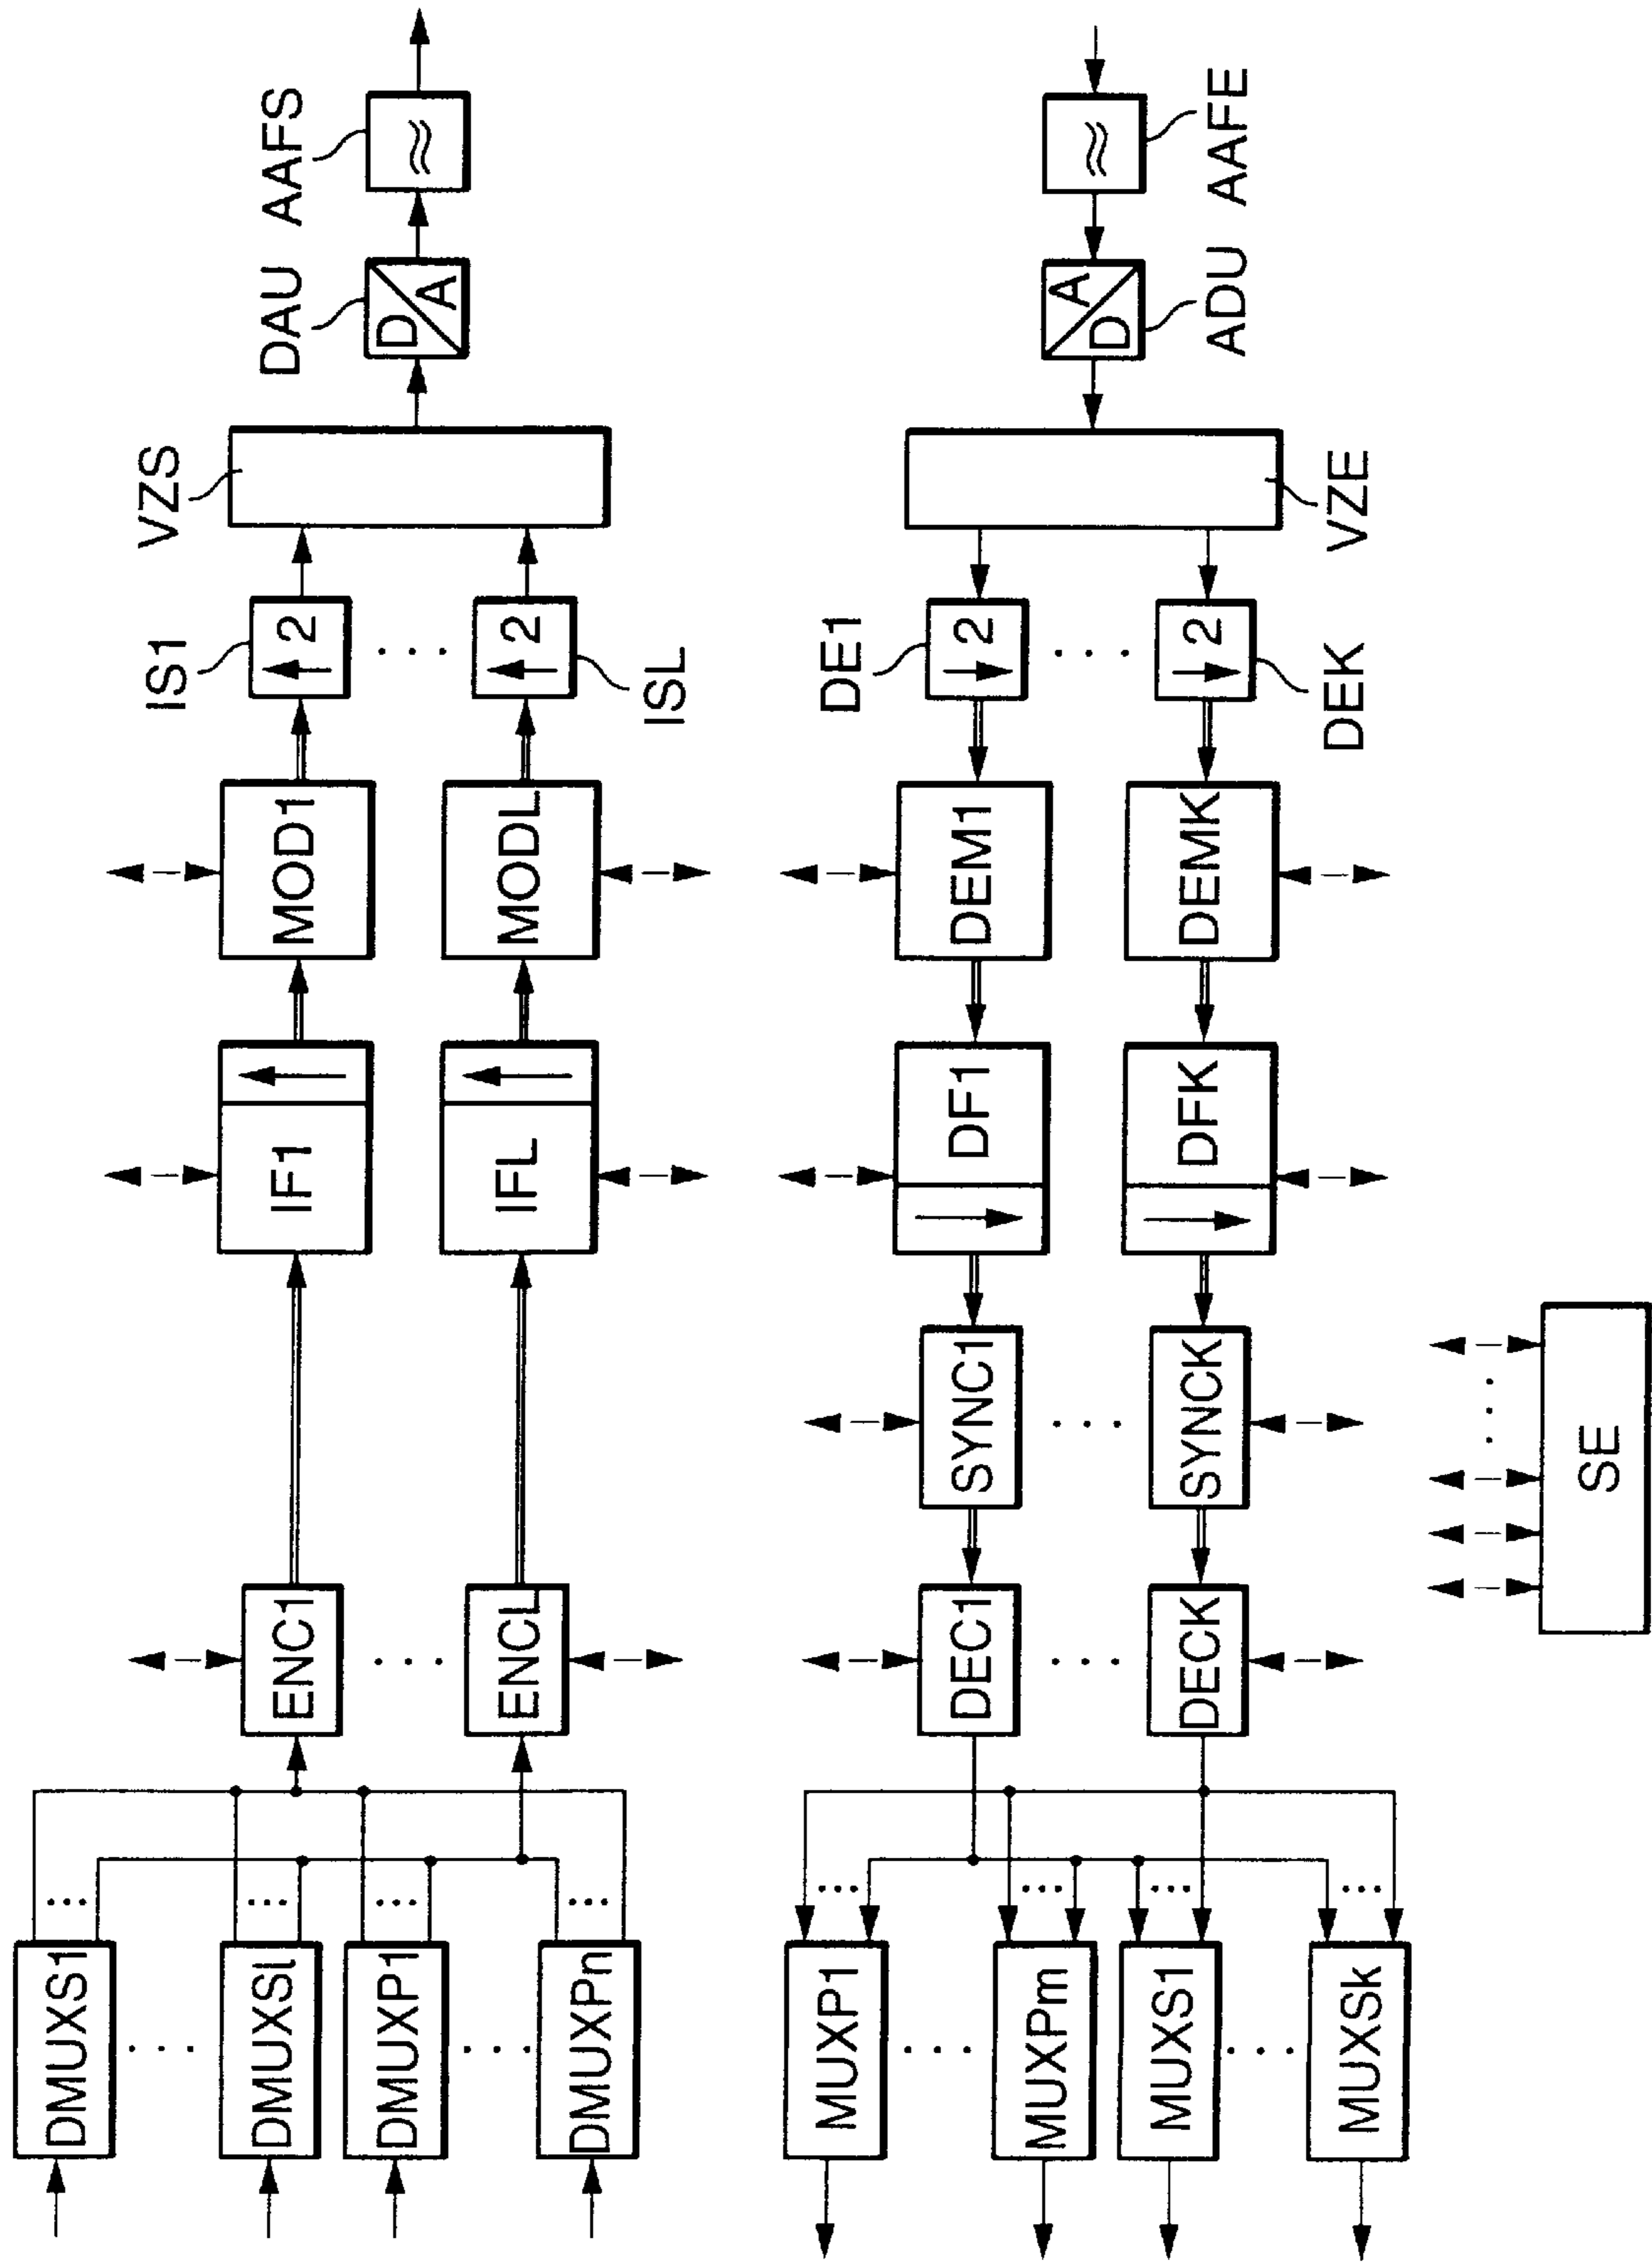 DMUXS1
DMUXSl
DMUXP1
DMUXPn
ENC1
ENCL
IF1
IFL
MOD1
MODL
IS1
2
2
ISL
VZS
DAU
D
A
AAFS
≈
MUXP1
MUXPm
MUXS1
MUXSk
DEC1
DECK
SYNC1
SYNCK
DF1
DFK
DEM1
DEMK
DE1
2
2
DEK
VZE
A
D
ADU
≈
AAFE
SE